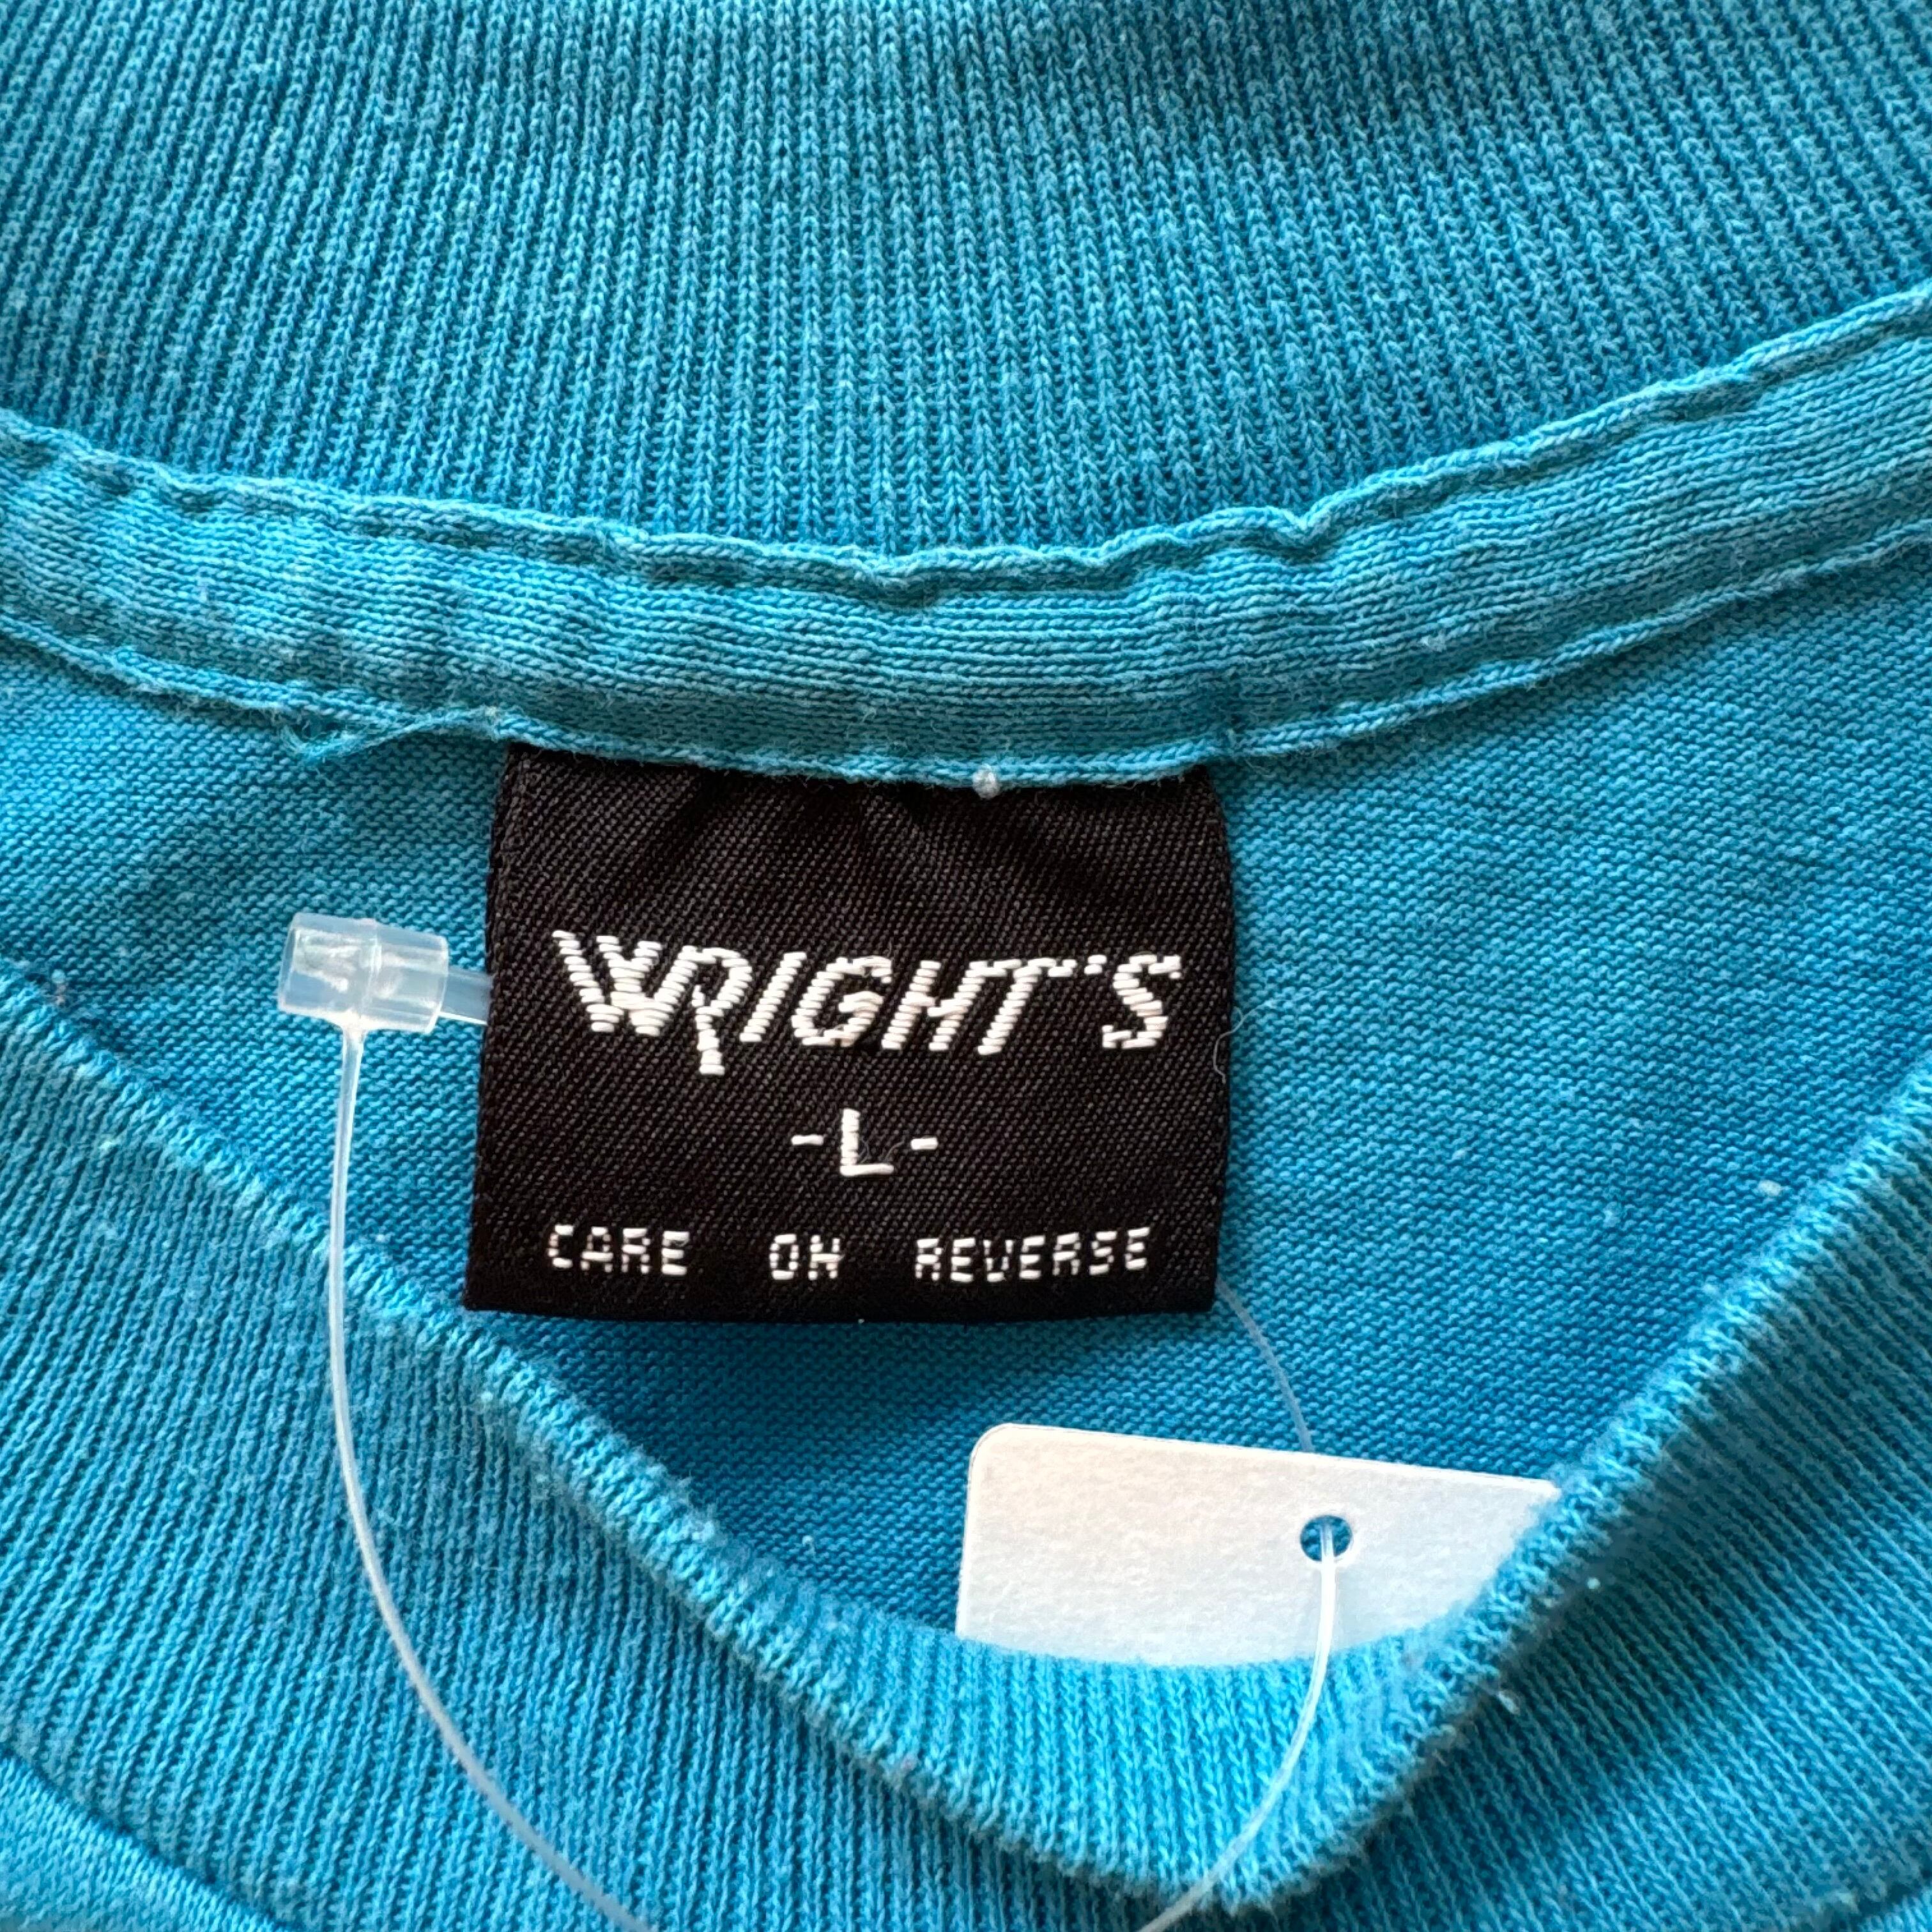 WRIGHT'S
-L-
CARE ON REVERSE